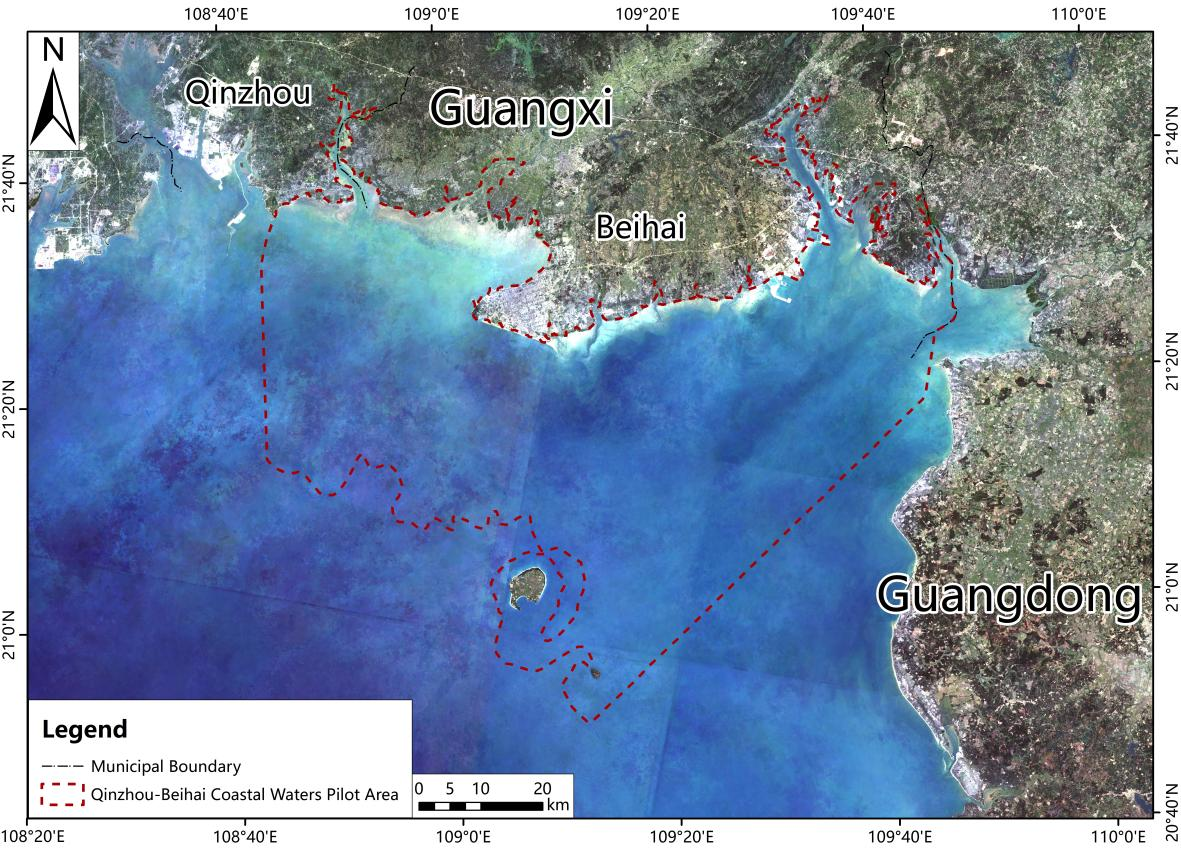 108°40'E 109°0'E 109°20'E 109°40'E 110°0'E
N
Qinzhou
Guangxi
Beihai
Guangdong
21°40'N
21°20'N
21°0'N
21°40'N
21°20'N
21°0'N
20°40'N
Legend
Municipal Boundary
Qinzhou-Beihai Coastal Waters Pilot Area
0 5 10 20
km
108°20'E 108°40'E 109°0'E 109°20'E 109°40'E 110°0'E